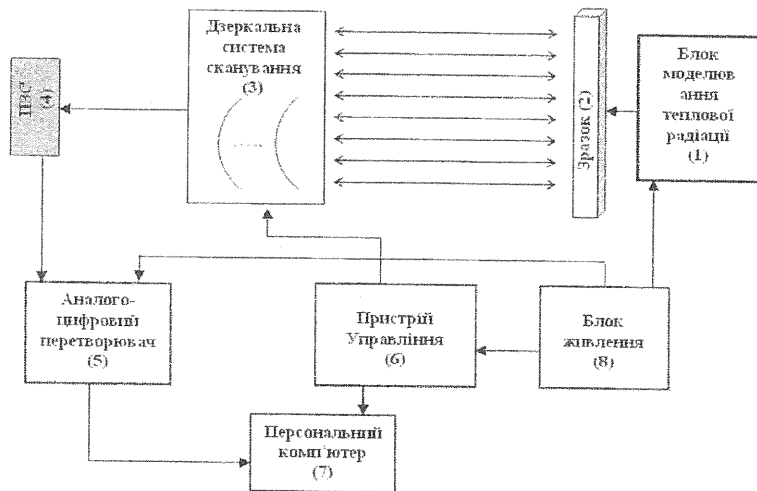 Дзеркальна
система
сканування
(3)
ПЗС
(4)
Зразок (2)
Блок
моделюв
ання
теплової
радіації
(1)
Аналого-
цифровий
перетворювач
(5)
Пристрій
Управління
(6)
Блок
живлення
(8)
Персональний
комп'ютер
(7)